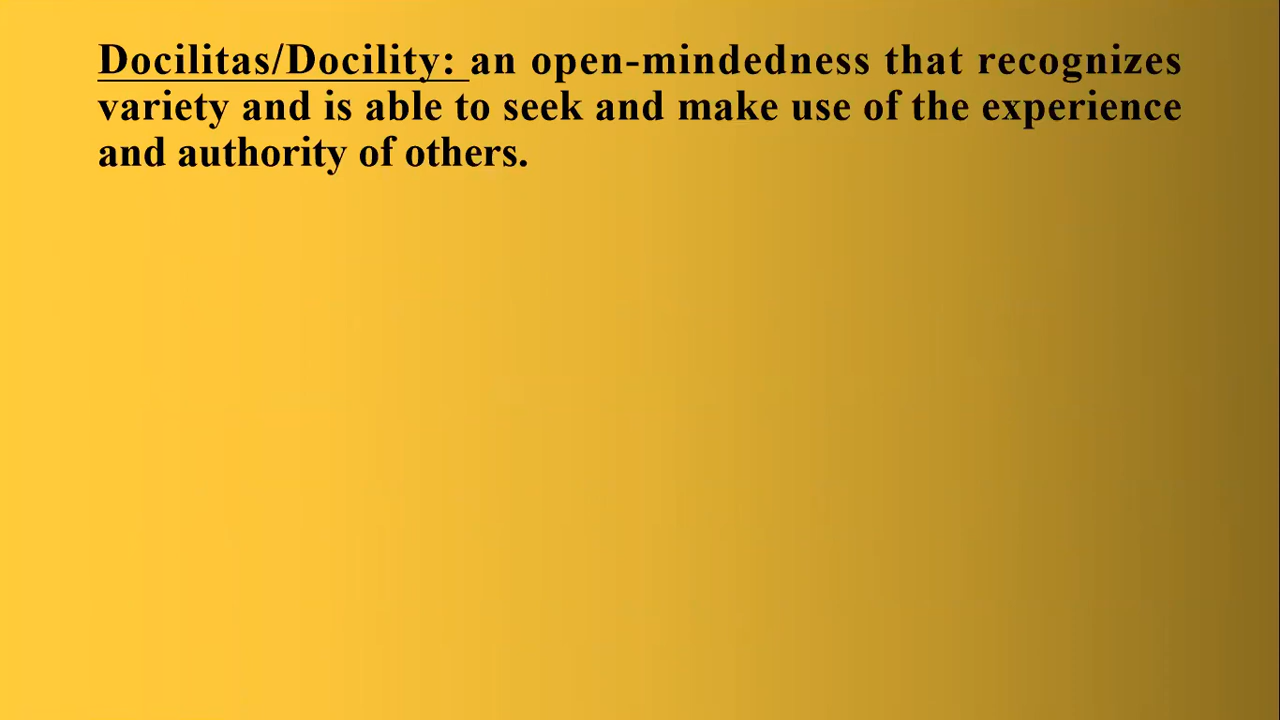 Docilitas/Docility: an open-mindedness that recognizes
variety and is able to seek and make use of the experience
and authority of others.